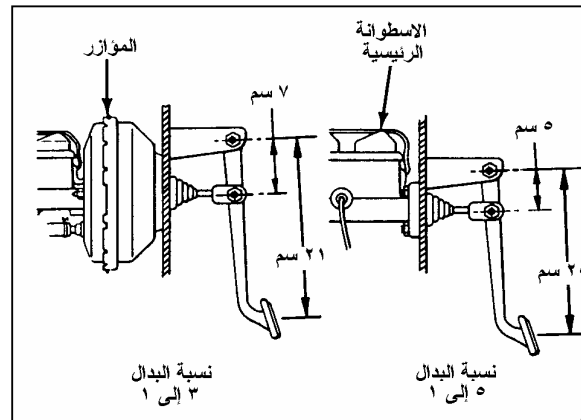 الاسطوانة
الرئيسية
المؤازر
٥ سم
٧ سم
٢١ سم
نسبة البدال
٥ إلى ١
نسبة البدال
٣ إلى ١